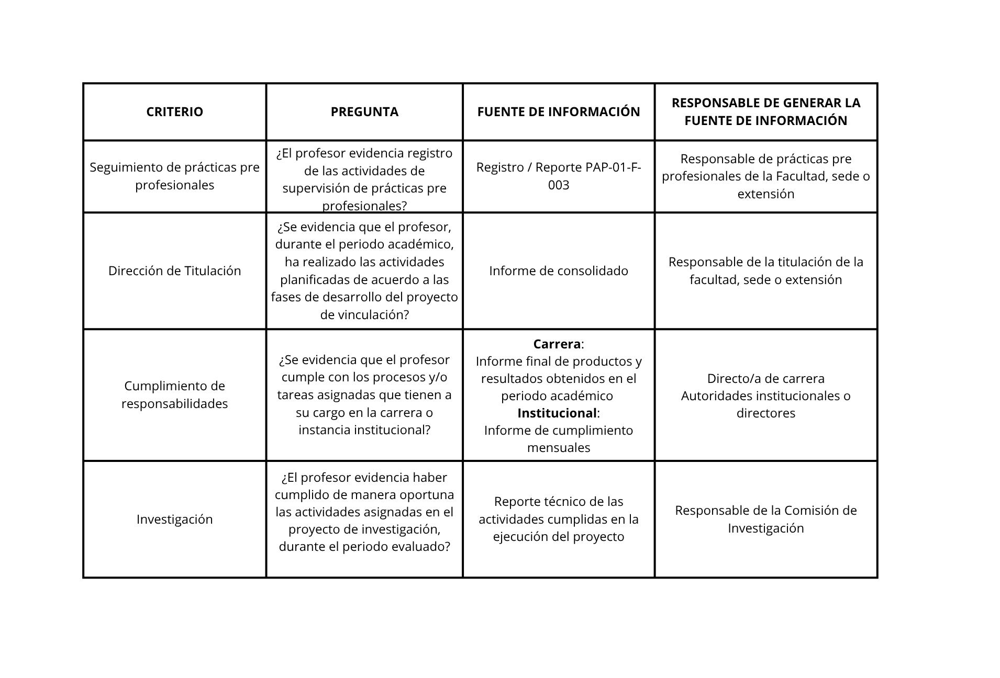 CRITERIO
PREGUNTA
FUENTE DE INFORMACIÓN
RESPONSABLE DE GENERAR LA
FUENTE DE INFORMACIÓN
Seguimiento de prácticas pre
profesionales
¿El profesor evidencia registro
de las actividades de
supervisión de prácticas pre
profesionales?
Registro / Reporte PAP-01-F-
003
Responsable de prácticas pre
profesionales de la Facultad, sede o
extensión
Dirección de Titulación
¿Se evidencia que el profesor,
durante el periodo académico,
ha realizado las actividades
planificadas de acuerdo a las
fases de desarrollo del proyecto
de vinculación?
Informe de consolidado
Responsable de la titulación de la
facultad, sede o extensión
Cumplimiento de
responsabilidades
¿Se evidencia que el profesor
cumple con los procesos y/o
tareas asignadas que tienen a
su cargo en la carrera o
instancia institucional?
Carrera:
Informe final de productos y
resultados obtenidos en el
periodo académico
Institucional:
Informe de cumplimiento
mensuales
Directo/a de carrera
Autoridades institucionales o
directores
Investigación
¿El profesor evidencia haber
cumplido de manera oportuna
las actividades asignadas en el
proyecto de investigación,
durante el periodo evaluado?
Reporte técnico de las
actividades cumplidas en la
ejecución del proyecto
Responsable de la Comisión de
Investigación